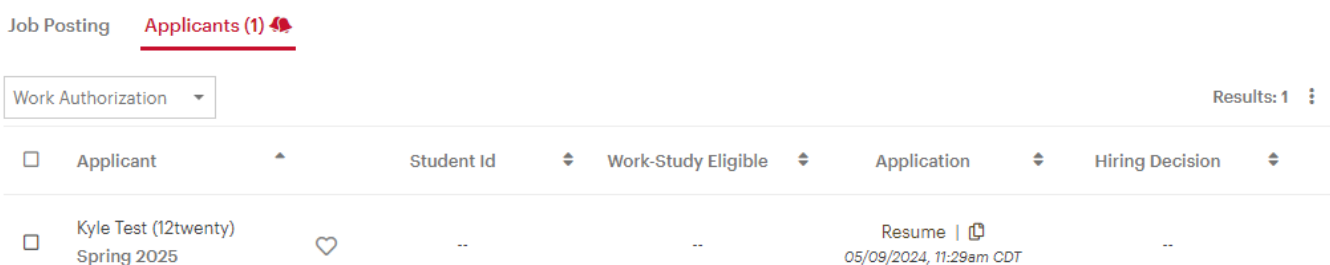 Job Posting Applicants (1)
Work Authorization Results: 1
Applicant Student Id Work-Study Eligible Application Hiring Decision
Kyle Test (12twenty) Resume |
Spring 2025 -- -- 05/09/2024, 11:29am CDT --